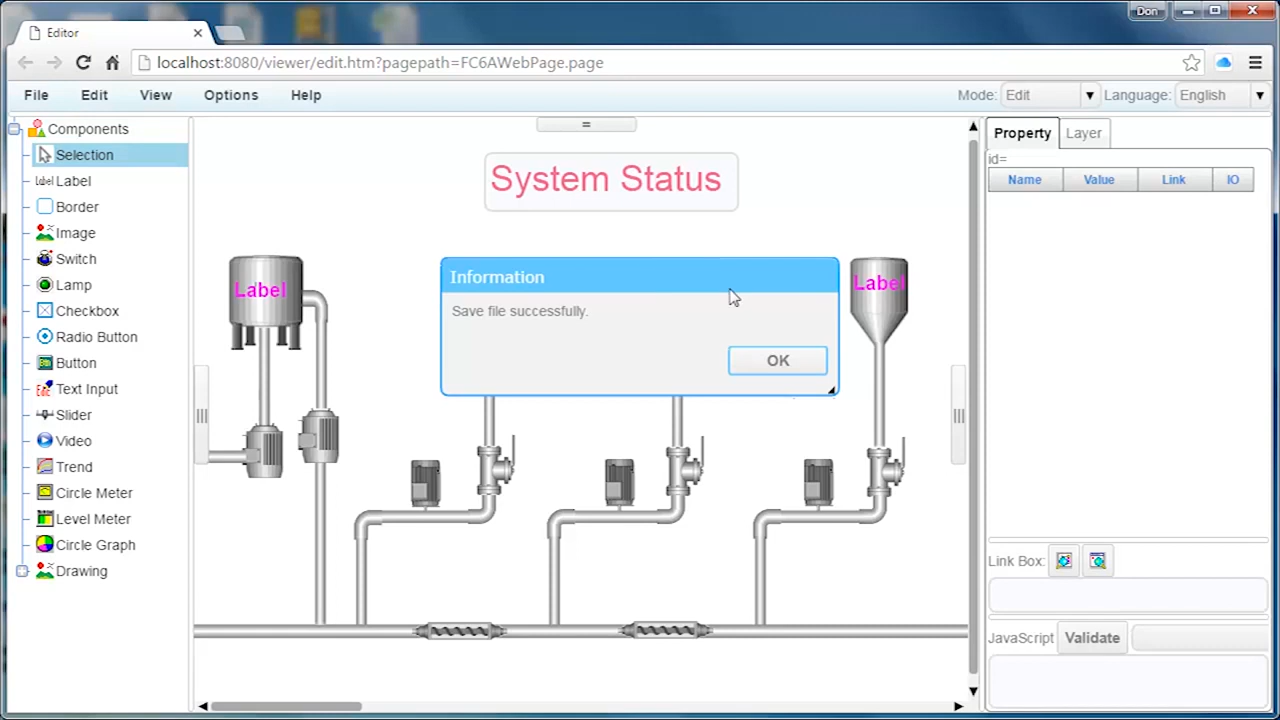 Don
Editor
localhost:8080/viewer/edit.htm?pagepath=FC6AWebPage.page
File Edit View Options Help Mode: Edit Language: English
Components
Selection
Label Label
Border
Image
Switch
Lamp
Checkbox
Radio Button
Button
Text Input
Slider
Video
Trend
Circle Meter
Level Meter
Circle Graph
Drawing
System Status
Label
Information
Save file successfully.
OK
Label
Property Layer
id=
Name Value Link IO
Link Box:
JavaScript Validate